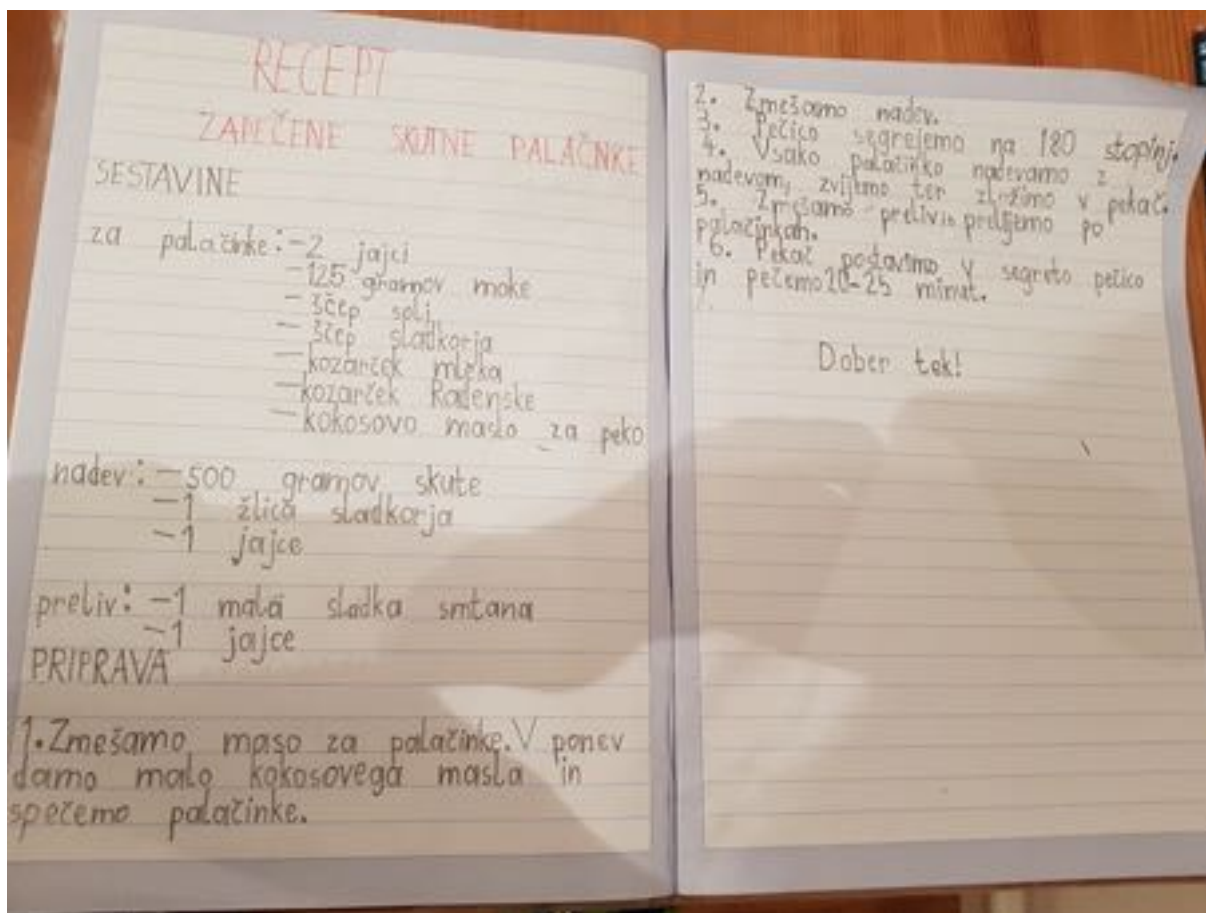 RECEPT
ZAPEČENE SKUTNE PALAČNKE
SESTAVINE
za palačinke: -2 jajci
-125 gramov moke
- ščep soli
- ščep sladkorja
- kozarček mleka
-kozarček Radenske
- kokosovo maslo za peko
nadev: -500 gramov skute
-1 žlica sladkorja
-1 jajce
preliv: -1 mala sladka smtana
-1 jajce
PRIPRAVA
1. Zmešamo maso za palačinke. V ponev
damo malo kokosovega masla in
spečemo palačinke.
2. Zmešamo nadev.
3. Pečico segrejemo na 180 stopinj.
4. Vsako palačinko nadevamo z
nadevom, zvijemo ter zložimo v pekač.
5. Zmešamo preliv in prelijemo po
palačinkah.
6. Pekač postavimo v segreto pečico
in pečemo 20-25 minut.
Dober tek!